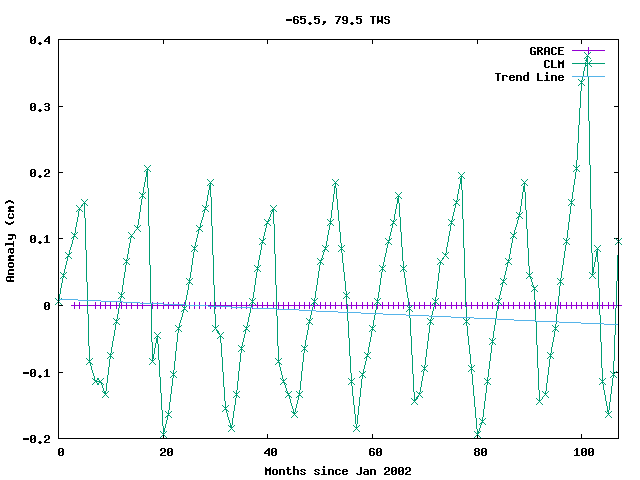 -65.5, 79.5 TWS
GRACE
CLM
Trend Line
0.4
0.3
0.2
0.1
0
-0.1
-0.2
Anomaly (cm)
0 20 40 60 80 100
Months since Jan 2002